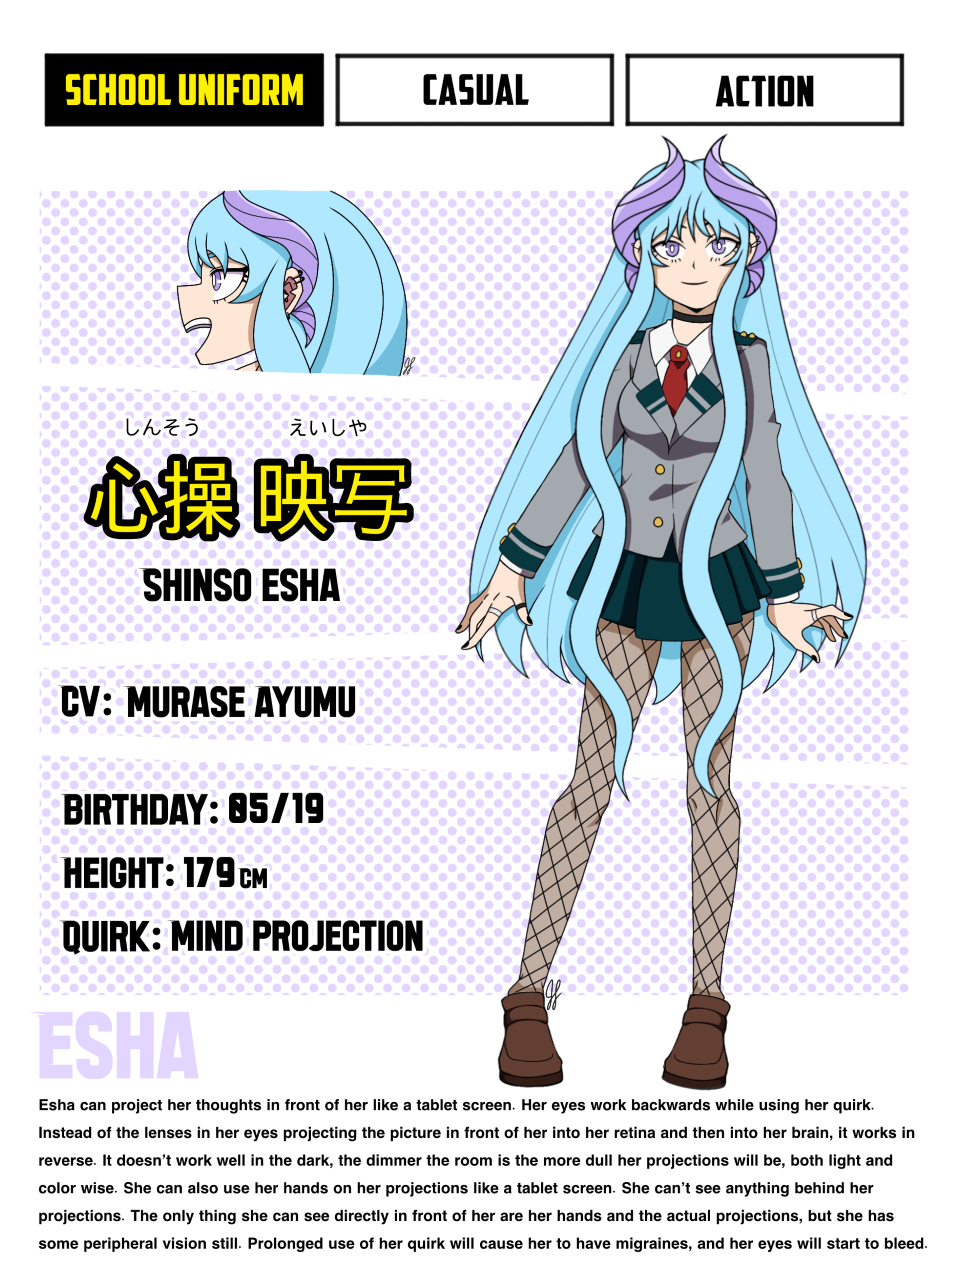 SCHOOL UNIFORM
CASUAL
ACTION
しんそう えいしゃ
心操 映写
SHINSO ESHA
CV: MURASE AYUMU
BIRTHDAY: 05/19
HEIGHT: 179CM
QUIRK: MIND PROJECTION
ESHA
Esha can project her thoughts in front of her like a tablet screen. Her eyes work backwards while using her quirk.
Instead of the lenses in her eyes projecting the picture in front of her into her retina and then into her brain, it works in
reverse. It doesn't work well in the dark, the dimmer the room is the more dull her projections will be, both light and
color wise. She can also use her hands on her projections like a tablet screen. She can't see anything behind her
projections. The only thing she can see directly in front of her are her hands and the actual projections, but she has
some peripheral vision still. Prolonged use of her quirk will cause her to have migraines, and her eyes will start to bleed.